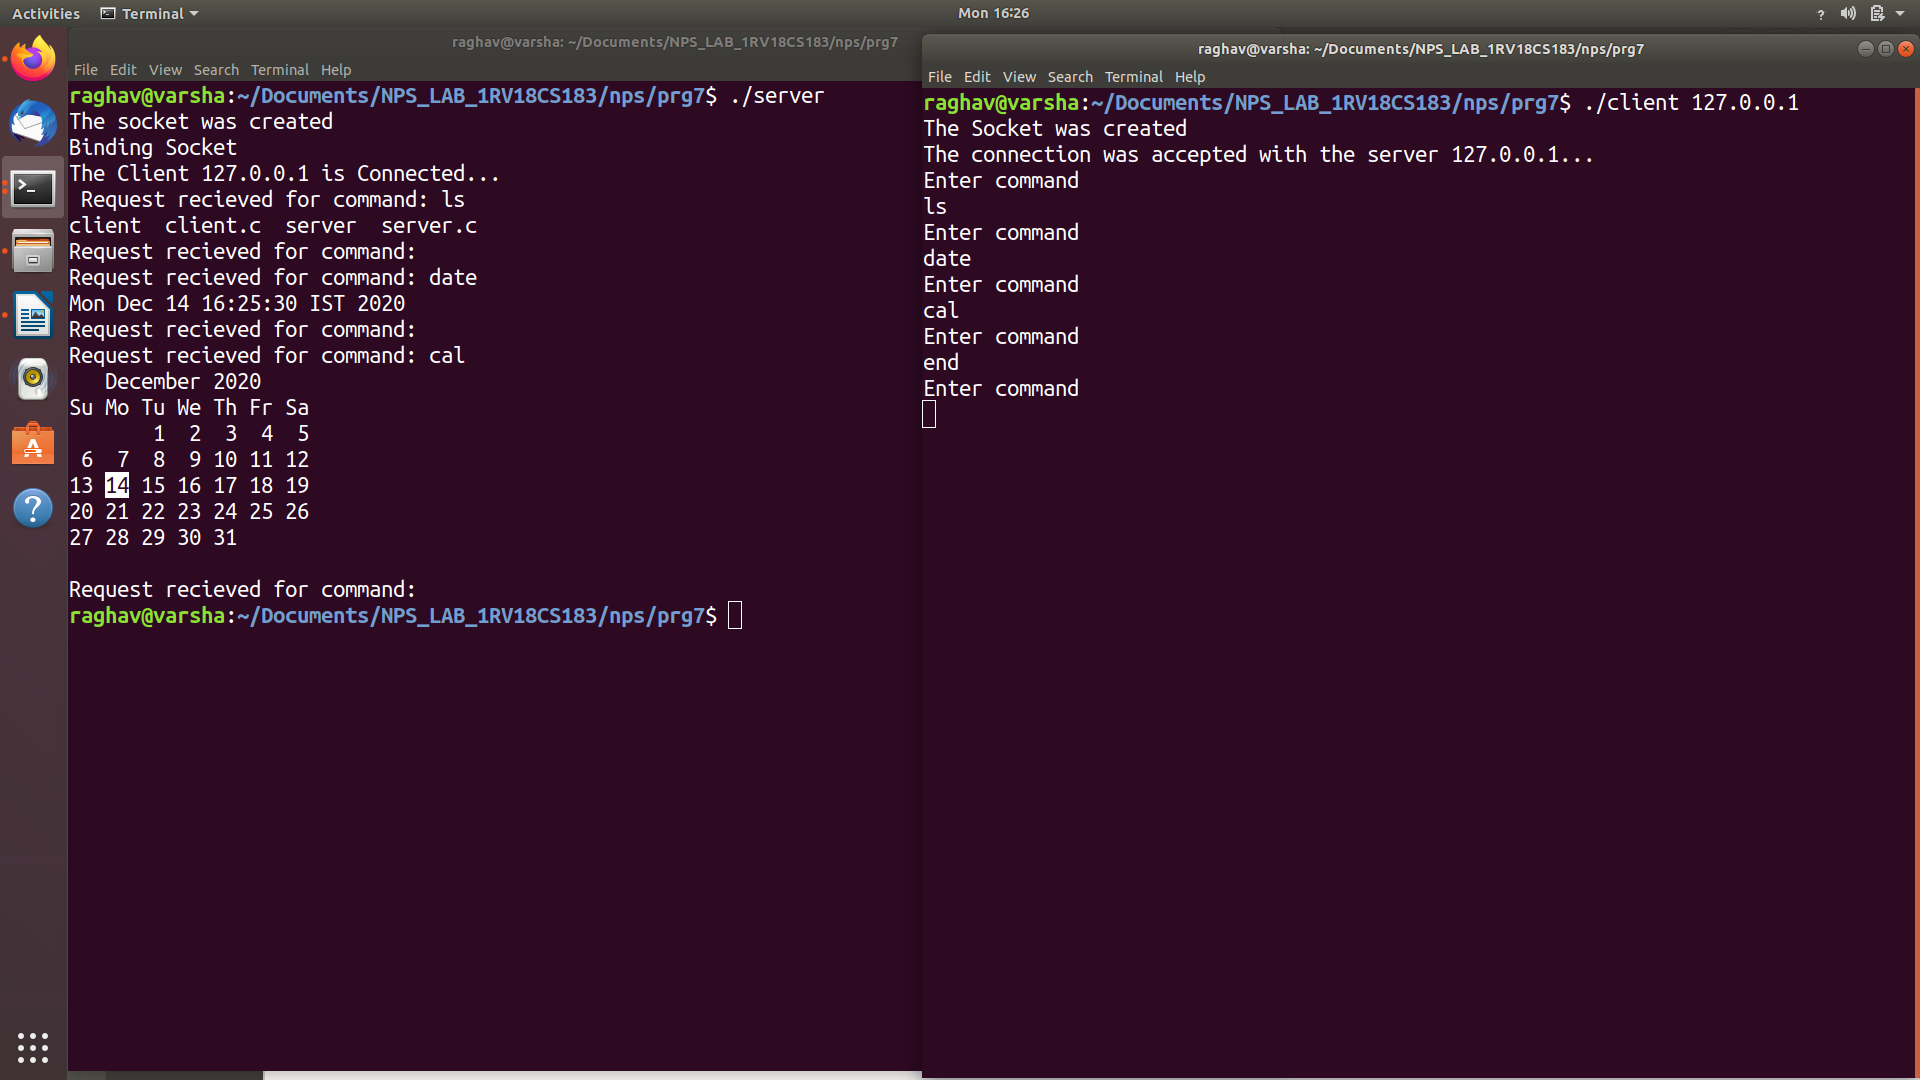 Activities Terminal Mon 16:26
raghav@varsha: ~/Documents/NPS_LAB_1RV18CS183/nps/prg7
File Edit View Search Terminal Help
raghav@varsha:~/Documents/NPS_LAB_1RV18CS183/nps/prg7$ ./server
The socket was created
Binding Socket
The Client 127.0.0.1 is Connected...
 Request recieved for command: ls
client  client.c  server  server.c
Request recieved for command:
Request recieved for command: date
Mon Dec 14 16:25:30 IST 2020
Request recieved for command:
Request recieved for command: cal
   December 2020
Su Mo Tu We Th Fr Sa
       1  2  3  4  5
 6  7  8  9 10 11 12
13 14 15 16 17 18 19
20 21 22 23 24 25 26
27 28 29 30 31
Request recieved for command:
raghav@varsha:~/Documents/NPS_LAB_1RV18CS183/nps/prg7$
raghav@varsha: ~/Documents/NPS_LAB_1RV18CS183/nps/prg7
File Edit View Search Terminal Help
raghav@varsha:~/Documents/NPS_LAB_1RV18CS183/nps/prg7$ ./client 127.0.0.1
The Socket was created
The connection was accepted with the server 127.0.0.1...
Enter command
ls
Enter command
date
Enter command
cal
Enter command
end
Enter command